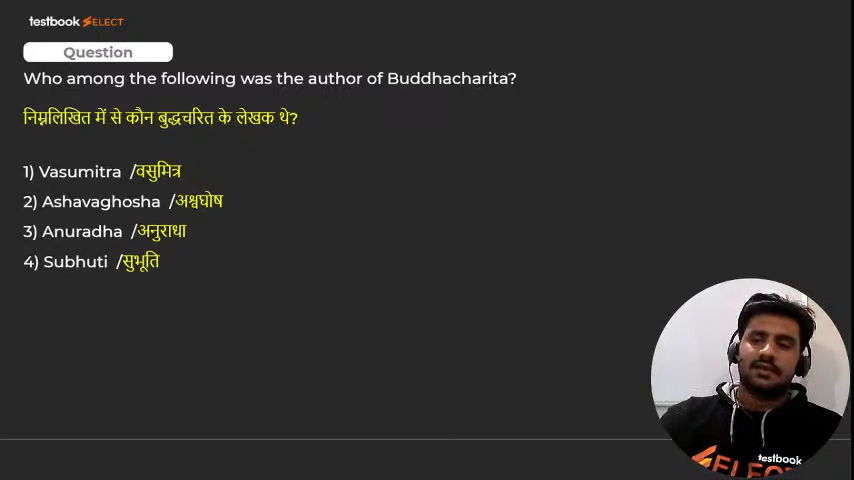 testbook SELECT
Question
Who among the following was the author of Buddhacharita?
निम्नलिखित में से कौन बुद्धचरित के लेखक थे?
1) Vasumitra /वसुमित्र
2) Ashavaghosha /अश्वघोष
3) Anuradha /अनुराधा
4) Subhuti /सुभूति
testbook
SELECT